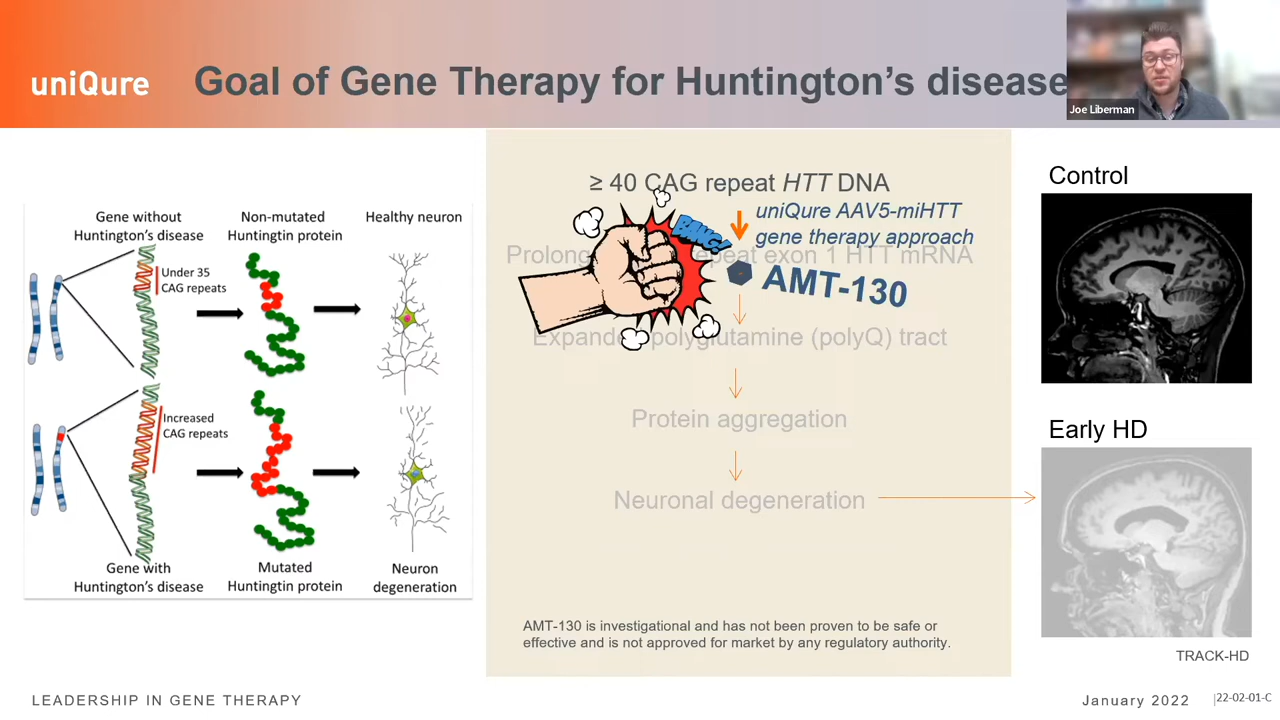 uniQure
Goal of Gene Therapy for Huntington's disease
Joe Liberman
Gene without
Huntington's disease
Non-mutated
Huntingtin protein
Healthy neuron
Under 35
CAG repeats
Increased
CAG repeats
Gene with
Huntington's disease
Mutated
Huntingtin protein
Neuron
degeneration
≥ 40 CAG repeat HTT DNA
uniQure AAV5-miHTT
gene therapy approach
BANG!
exon 1 HTT mRNA
AMT-130
polyglutamine (polyQ) tract
Protein aggregation
Neuronal degeneration
AMT-130 is investigational and has not been proven to be safe or
effective and is not approved for market by any regulatory authority.
Control
Early HD
TRACK-HD
LEADERSHIP IN GENE THERAPY
January 2022
|22-02-01-C